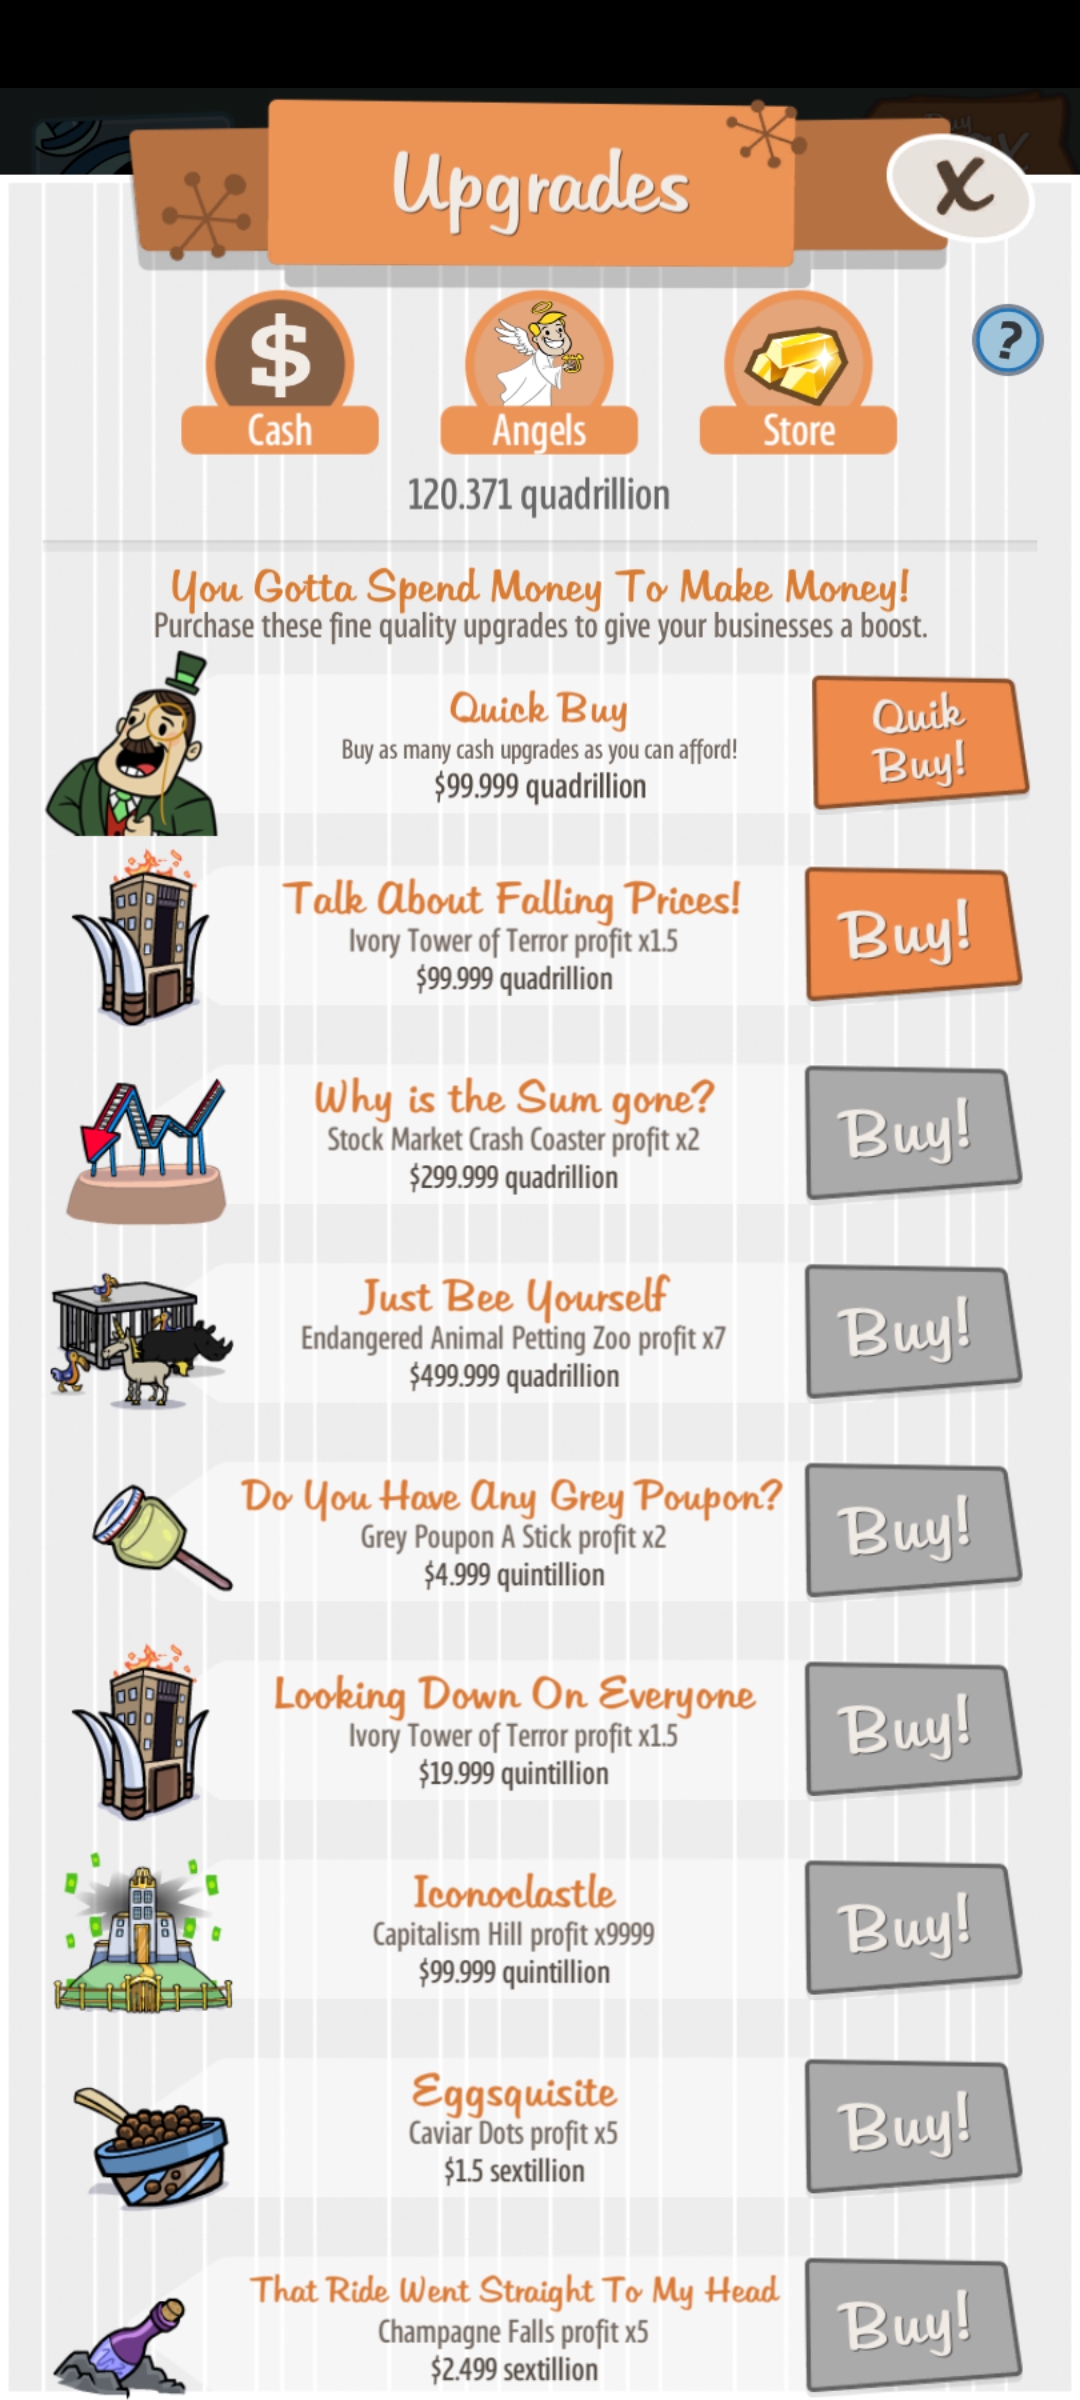 Upgrades
X
?
$
Cash
Angels
Store
120.371 quadrillion
You Gotta Spend Money To Make Money!
Purchase these fine quality upgrades to give your businesses a boost.
Quick Buy
Buy as many cash upgrades as you can afford!
$99.999 quadrillion
Quik
Buy!
Talk About Falling Prices!
Ivory Tower of Terror profit x1.5
$99.999 quadrillion
Buy!
Why is the Sum gone?
Stock Market Crash Coaster profit x2
$299.999 quadrillion
Buy!
Just Bee Yourself
Endangered Animal Petting Zoo profit x7
$499.999 quadrillion
Buy!
Do You Have Any Grey Poupon?
Grey Poupon A Stick profit x2
$4.999 quintillion
Buy!
Looking Down On Everyone
Ivory Tower of Terror profit x1.5
$19.999 quintillion
Buy!
Iconoclastle
Capitalism Hill profit x9999
$99.999 quintillion
Buy!
Eggsquisite
Caviar Dots profit x5
$1.5 sextillion
Buy!
That Ride Went Straight To My Head
Champagne Falls profit x5
$2.499 sextillion
Buy!